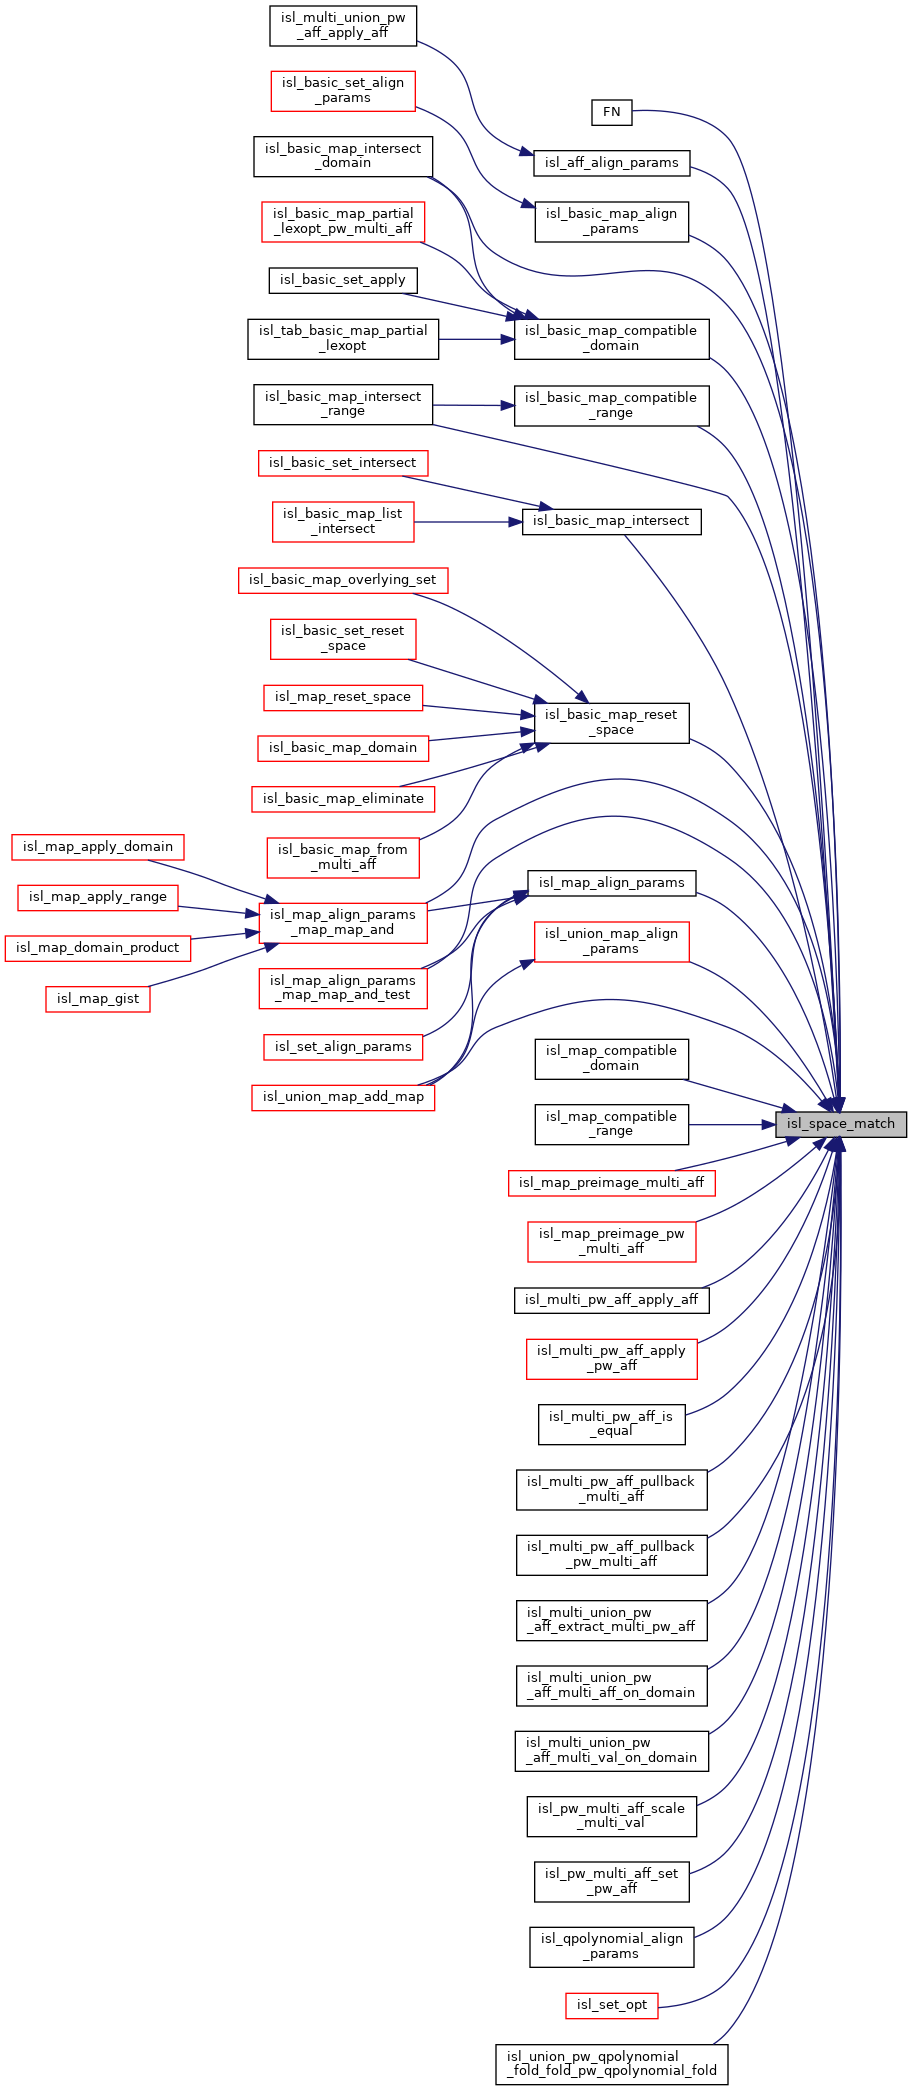 isl_multi_union_pw
_aff_apply_aff
isl_basic_set_align
_params
FN
isl_basic_map_intersect
_domain
isl_aff_align_params
isl_basic_map_partial
_lexopt_pw_multi_aff
isl_basic_map_align
_params
isl_basic_set_apply
isl_tab_basic_map_partial
_lexopt
isl_basic_map_compatible
_domain
isl_basic_map_intersect
_range
isl_basic_map_compatible
_range
isl_basic_set_intersect
isl_basic_map_list
_intersect
isl_basic_map_intersect
isl_basic_map_overlying_set
isl_basic_set_reset
_space
isl_map_reset_space
isl_basic_map_reset
_space
isl_basic_map_domain
isl_basic_map_eliminate
isl_basic_map_from
_multi_aff
isl_map_apply_domain
isl_map_apply_range
isl_map_domain_product
isl_map_gist
isl_map_align_params
_map_map_and
isl_map_align_params
isl_union_map_align
_params
isl_map_align_params
_map_map_and_test
isl_set_align_params
isl_union_map_add_map
isl_map_compatible
_domain
isl_map_compatible
_range
isl_space_match
isl_map_preimage_multi_aff
isl_map_preimage_pw
_multi_aff
isl_multi_pw_aff_apply_aff
isl_multi_pw_aff_apply
_pw_aff
isl_multi_pw_aff_is
_equal
isl_multi_pw_aff_pullback
_multi_aff
isl_multi_pw_aff_pullback
_pw_multi_aff
isl_multi_union_pw
_aff_extract_multi_pw_aff
isl_multi_union_pw
_aff_multi_aff_on_domain
isl_multi_union_pw
_aff_multi_val_on_domain
isl_pw_multi_aff_scale
_multi_val
isl_pw_multi_aff_set
_pw_aff
isl_qpolynomial_align
_params
isl_set_opt
isl_union_pw_qpolynomial
_fold_fold_pw_qpolynomial_fold